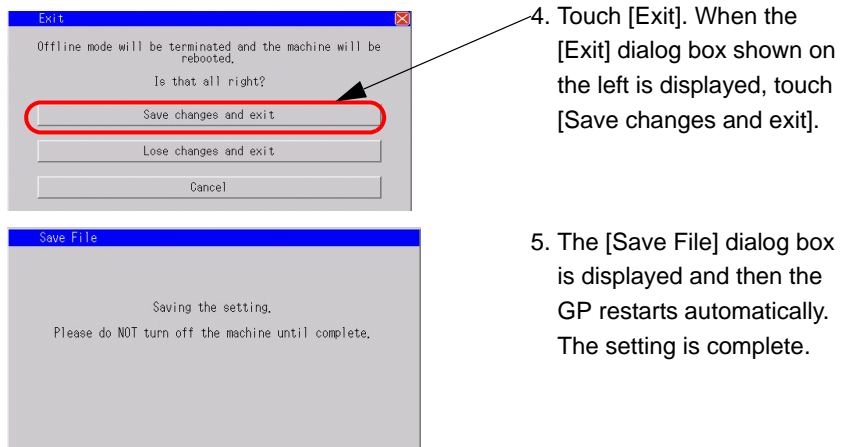 Exit
Offline mode will be terminated and the machine will be
rebooted.
Is that all right?
Save changes and exit
Lose changes and exit
Cancel
4. Touch [Exit]. When the
[Exit] dialog box shown on
the left is displayed, touch
[Save changes and exit].
Save File
Saving the setting.
Please do NOT turn off the machine until complete.
5. The [Save File] dialog box
is displayed and then the
GP restarts automatically.
The setting is complete.